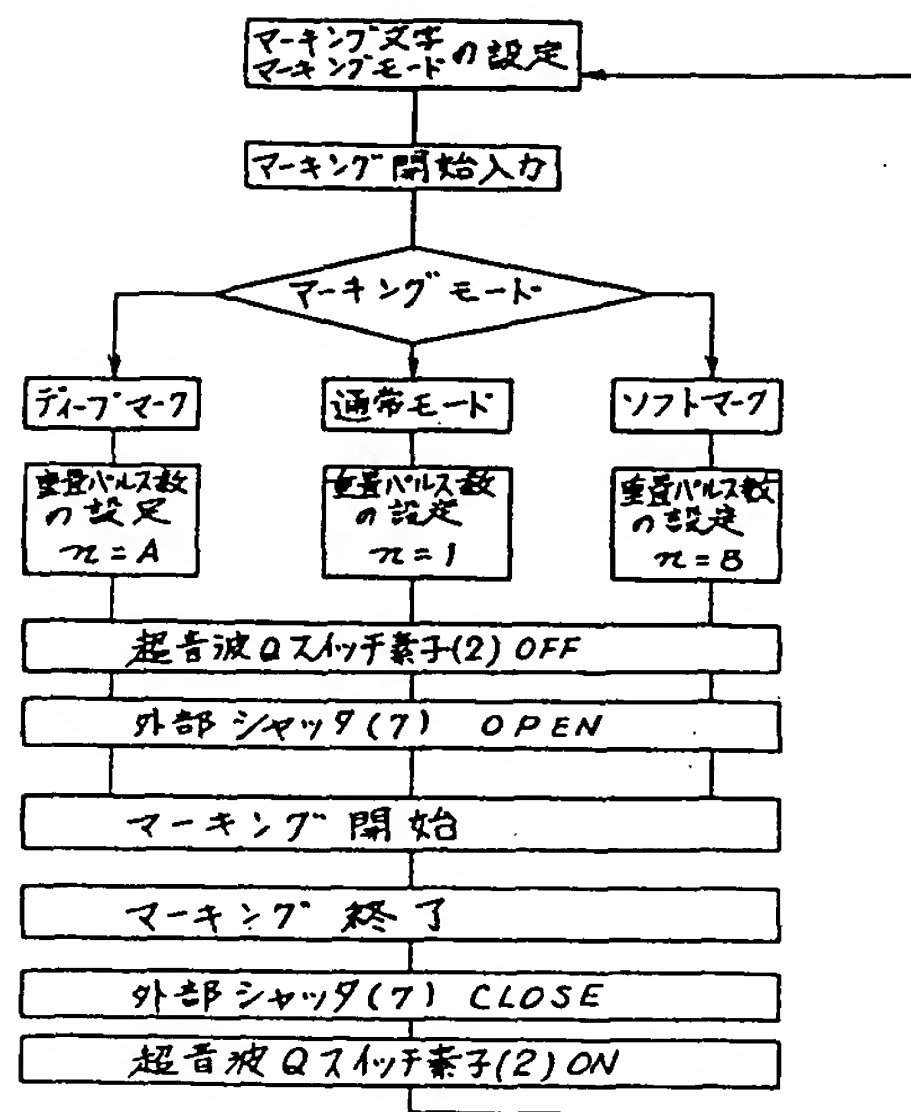 マーキング文字
マーキングモード の設定
マーキング開始入力
マーキングモード
ディープマーク
通常モード
ソフトマーク
重畳パルス数
の設定
n=A
重畳パルス数
の設定
n=1
重畳パルス数
の設定
n=B
超音波Qスイッチ素子(2) OFF
外部シャッタ(7) OPEN
マーキング開始
マーキング終了
外部シャッタ(7) CLOSE
超音波Qスイッチ素子(2) ON